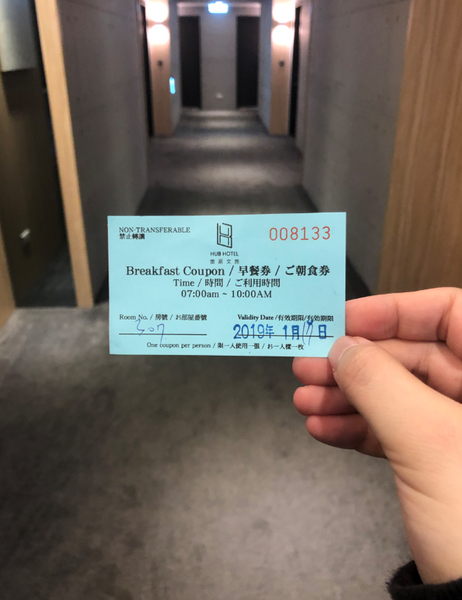 NON-TRANSFERABLE
禁止轉讓
008133
HUB HOTEL
Breakfast Coupon / 早餐券 / ご朝食券
Time / 時間 / ご利用時間
07:00am ~ 10:00AM
Room No. / 房號 / お部屋番號
507
Validity Date /有效期限/有効期限
2019年 1月17日
One coupon per person / 限一人使用一張 / お一人様一枚